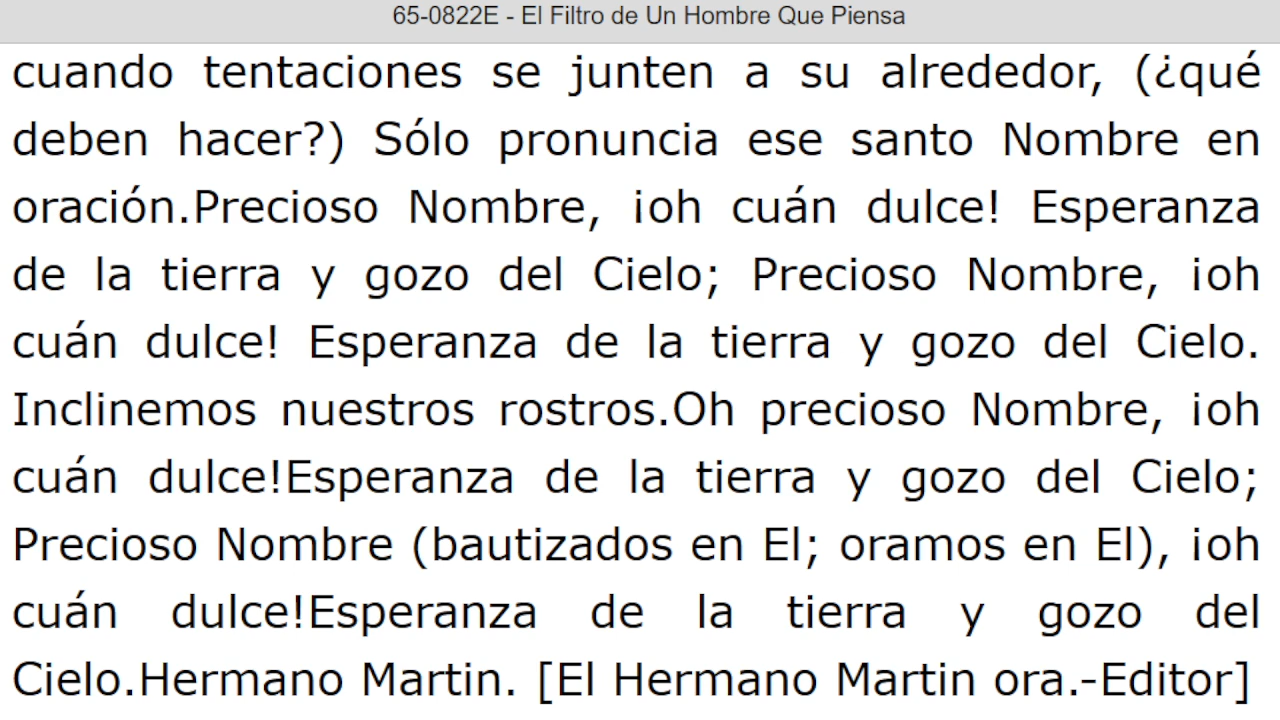 65-0822E - El Filtro de Un Hombre Que Piensa
cuando tentaciones se junten a su alrededor, (¿qué
deben hacer?) Sólo pronuncia ese santo Nombre en
oración.Precioso Nombre, ¡oh cuán dulce! Esperanza
de la tierra y gozo del Cielo; Precioso Nombre, ¡oh
cuán dulce! Esperanza de la tierra y gozo del Cielo.
Inclinemos nuestros rostros.Oh precioso Nombre, ¡oh
cuán dulce!Esperanza de la tierra y gozo del Cielo;
Precioso Nombre (bautizados en El; oramos en El), ¡oh
cuán dulce!Esperanza de la tierra y gozo del
Cielo.Hermano Martin. [El Hermano Martin ora.-Editor]